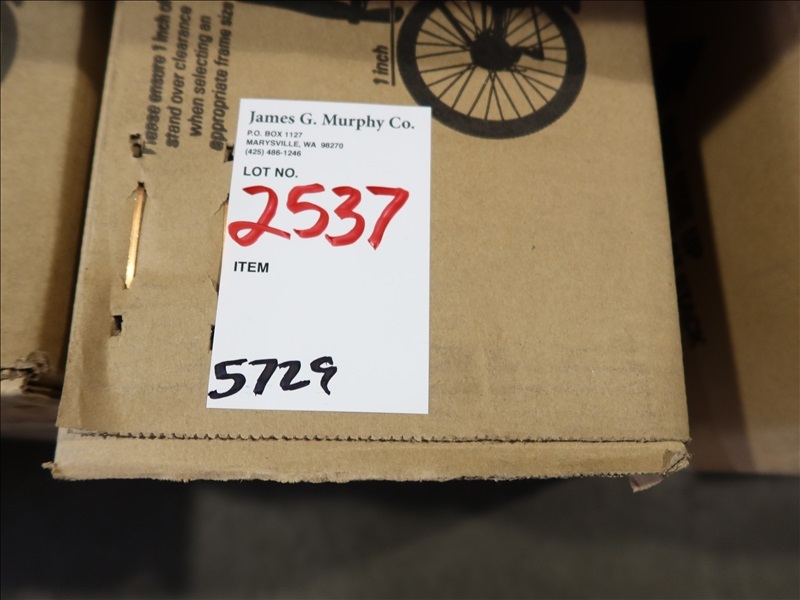 Please ensure 1 inch of
stand over clearance
when selecting an
appropriate frame size
1 inch
James G. Murphy Co.
P.O. BOX 1127
MARYSVILLE, WA 98270
(425) 486-1246
LOT NO.
2537
ITEM
5729